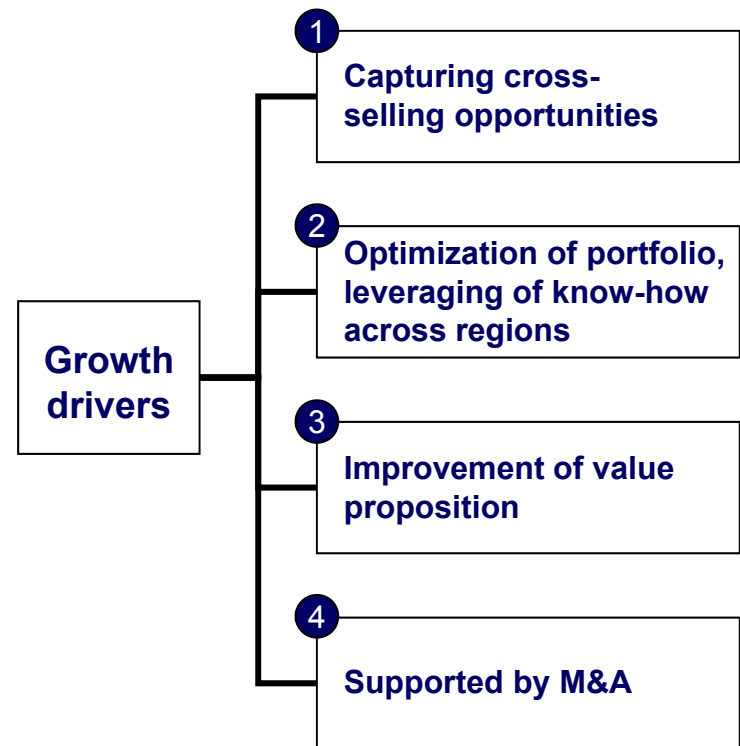 1
Capturing cross-
selling opportunities
2
Optimization of portfolio,
leveraging of know-how
across regions
Growth
drivers
3
Improvement of value
proposition
4
Supported by M&A